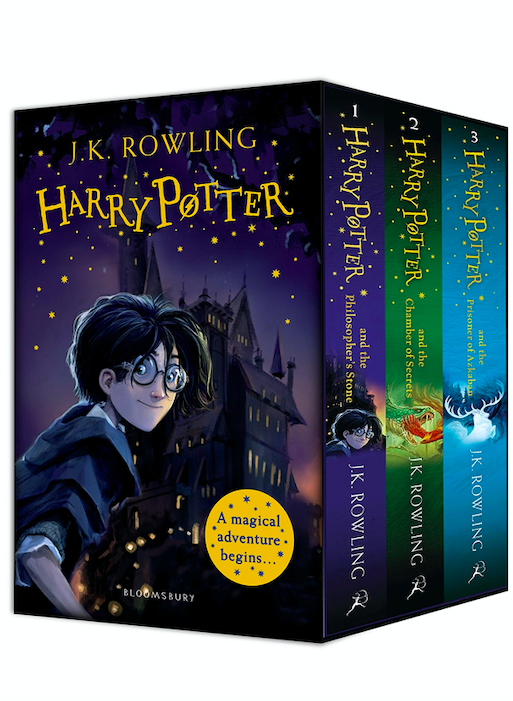 J.K. ROWLING
HARRY POTTER
A magical
adventure
begins...
BLOOMSBURY
1
HARRY POTTER
and the
Philosopher's Stone
J.K. ROWLING
2
HARRY POTTER
and the
Chamber of Secrets
J.K. ROWLING
3
HARRY POTTER
and the
Prisoner of Azkaban
J.K. ROWLING